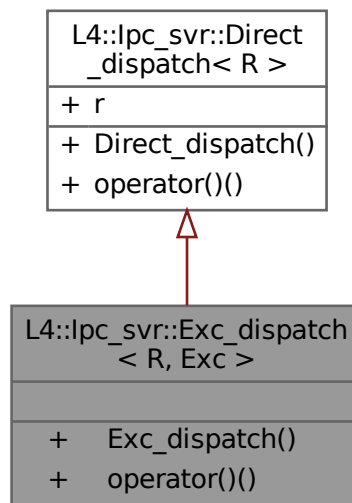 L4::Ipc_svr::Direct
_dispatch< R >
+ r
+ Direct_dispatch()
+ operator()()
L4::Ipc_svr::Exc_dispatch
< R, Exc >
+ Exc_dispatch()
+ operator()()